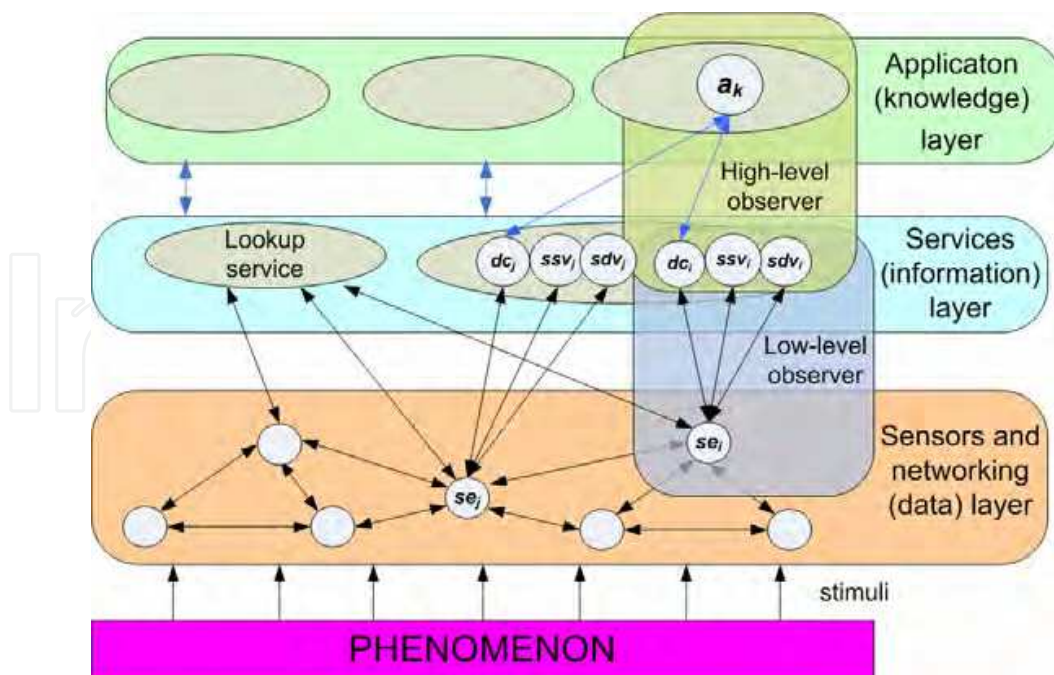 Applicaton
(knowledge)
layer
a_k
High-level
observer
Lookup
service
dc_j ssv_j sdv_j dc_i ssv_i sdv_i
Services
(information)
layer
Low-level
observer
se_i
se_j
Sensors and
networking
(data) layer
stimuli
PHENOMENON